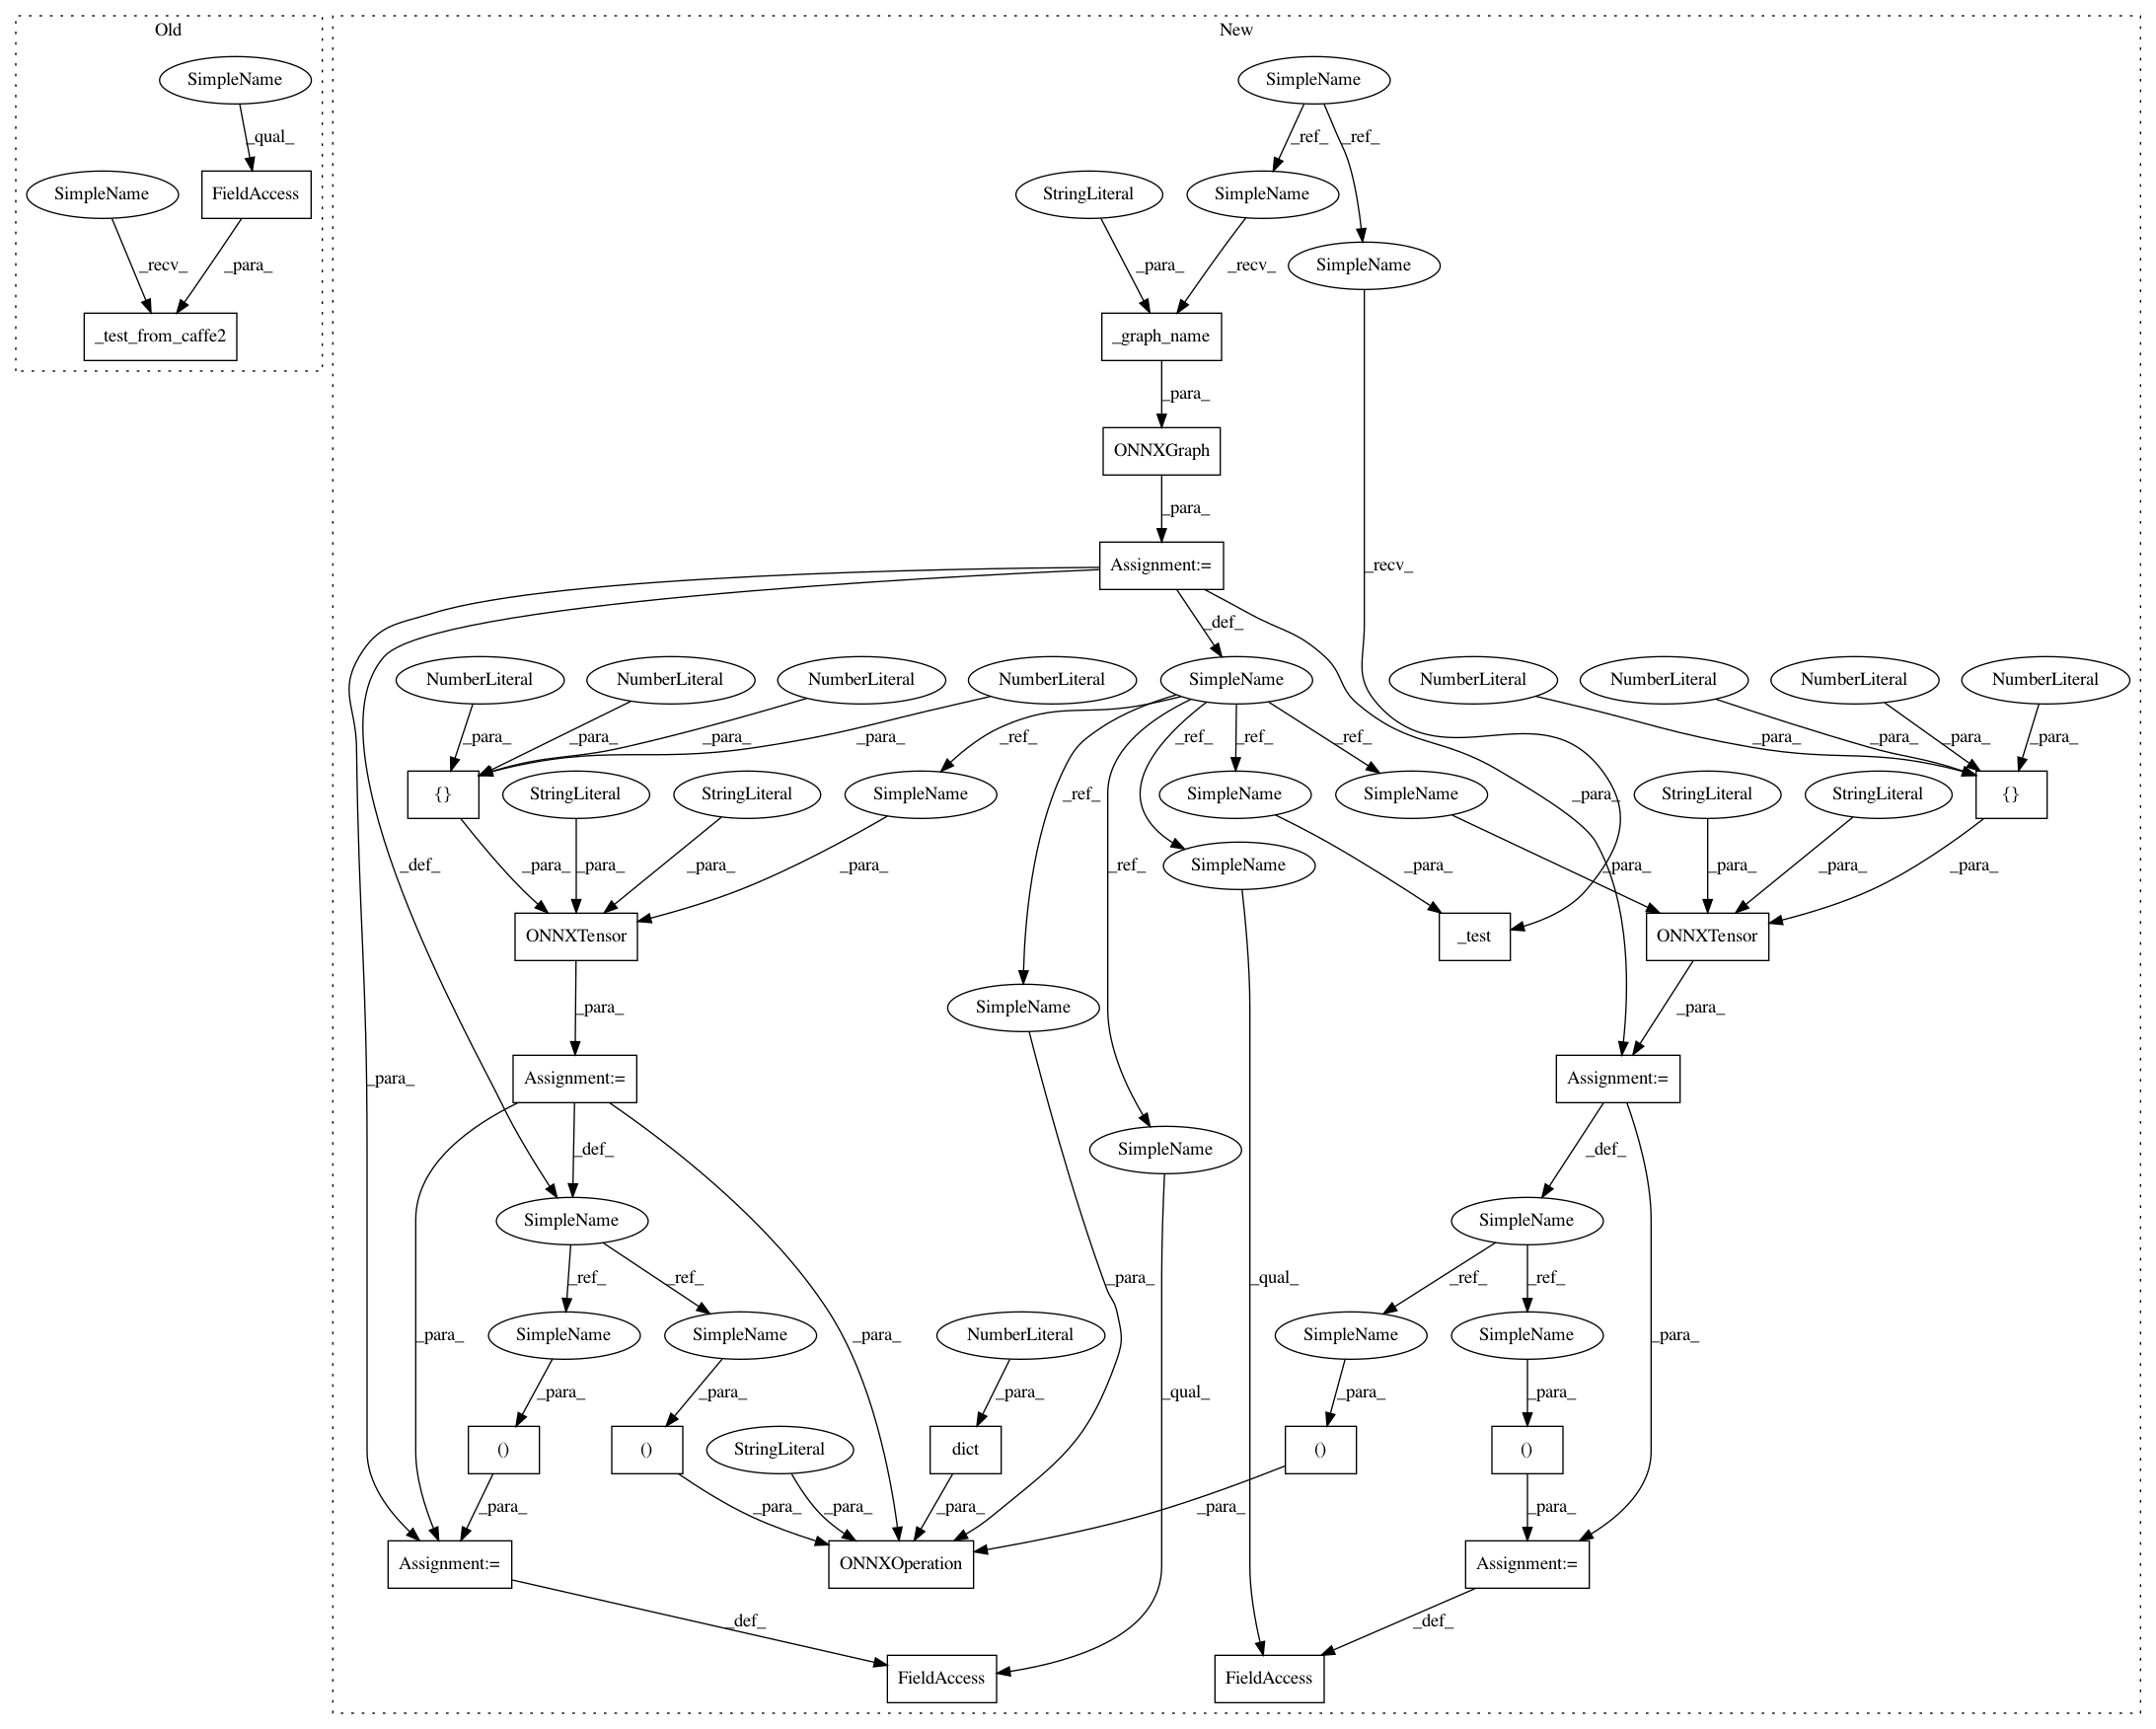 Old
New
SimpleName
SimpleName
_qual_
_ref_
_ref_
SimpleName
FieldAccess
StringLiteral
SimpleName
SimpleName
_recv_
_para_
_para_
_recv_
_test_from_caffe2
_graph_name
_para_
ONNXGraph
_para_
Assignment:=
_recv_
_def_
NumberLiteral
NumberLiteral
NumberLiteral
NumberLiteral
SimpleName
NumberLiteral
NumberLiteral
NumberLiteral
NumberLiteral
_para_
_para_
_para_
_para_
_ref_
_ref_
_ref_
_ref_
_para_
_para_
_para_
_para_
{}
StringLiteral
StringLiteral
SimpleName
_ref_
SimpleName
SimpleName
_para_
StringLiteral
StringLiteral
{}
_def_
_para_
_para_
_para_
_para_
_ref_
SimpleName
_para_
_para_
_para_
_para_
_para_
ONNXTensor
_test
ONNXTensor
_para_
SimpleName
_para_
_para_
Assignment:=
Assignment:=
_def_
SimpleName
_def_
SimpleName
SimpleName
_ref_
_ref_
_para_
_qual_
_ref_
_ref_
_para_
_para_
SimpleName
SimpleName
NumberLiteral
SimpleName
SimpleName
_para_
_para_
_para_
_para_
_qual_
_para_
_para_
()
()
StringLiteral
dict
()
()
_para_
_para_
_para_
_para_
_para_
_para_
Assignment:=
ONNXOperation
Assignment:=
_def_
_def_
FieldAccess
FieldAccess